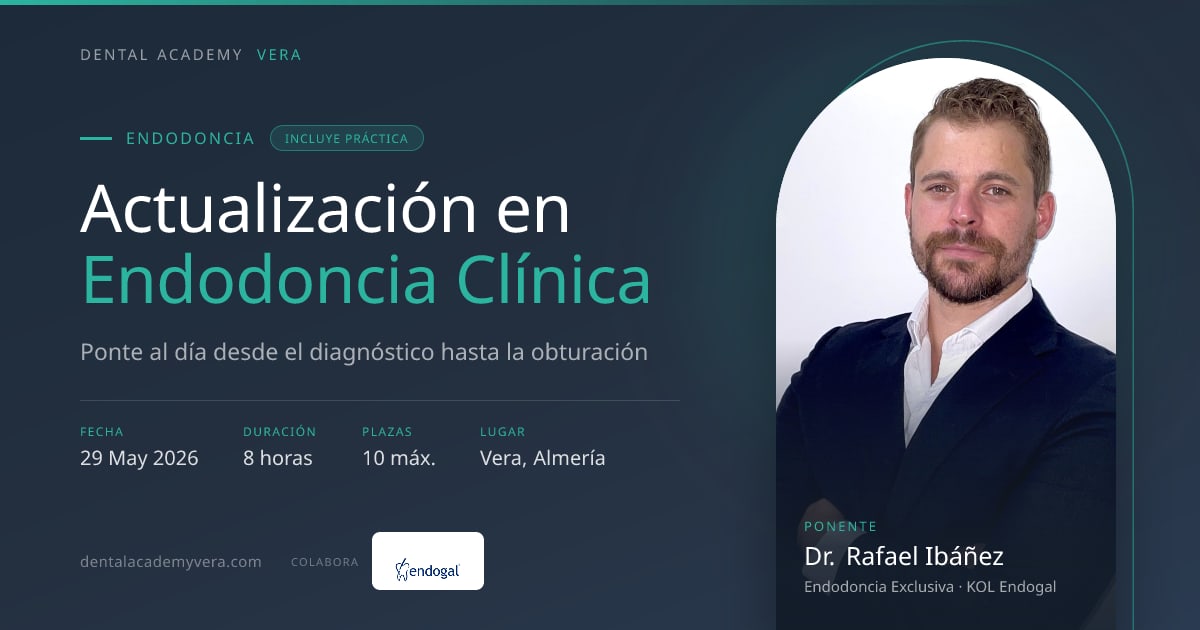 DENTAL ACADEMY VERA
ENDODONCIA
INCLUYE PRÁCTICA
Actualización en
Endodoncia Clínica
Ponte al día desde el diagnóstico hasta la obturación
FECHA
29 May 2026
DURACIÓN
8 horas
PLAZAS
10 máx.
LUGAR
Vera, Almería
dentalacademyvera.com
COLABORA
endogal
PONENTE
Dr. Rafael Ibáñez
Endodoncia Exclusiva · KOL Endogal